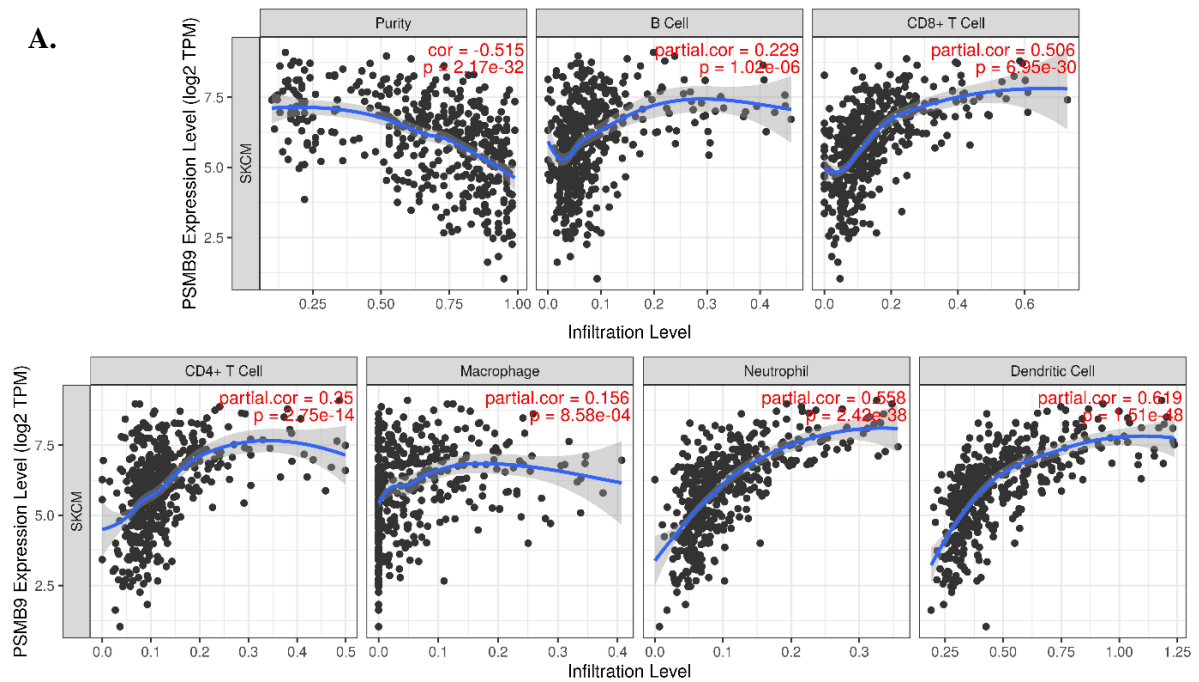 A.
Purity
B Cell
CD8+ T Cell
cor = -0.515
p = 2.17e-32
partial.cor = 0.229
p = 1.02e-06
partial.cor = 0.506
p = 6.95e-30
PSMB9 Expression Level (log2 TPM)
SKCM
7.5
5.0
2.5
0.25 0.50 0.75 1.00
0.0 0.1 0.2 0.3 0.4
0.0 0.2 0.4 0.6
Infiltration Level
CD4+ T Cell
Macrophage
Neutrophil
Dendritic Cell
partial.cor = 0.35
p = 2.75e-14
partial.cor = 0.156
p = 8.58e-04
partial.cor = 0.558
p = 2.42e-38
partial.cor = 0.619
p = 1.51e-48
PSMB9 Expression Level (log2 TPM)
SKCM
7.5
5.0
2.5
0.0 0.1 0.2 0.3 0.4 0.5
0.0 0.1 0.2 0.3 0.4
0.0 0.1 0.2 0.3
0.25 0.50 0.75 1.00 1.25
Infiltration Level